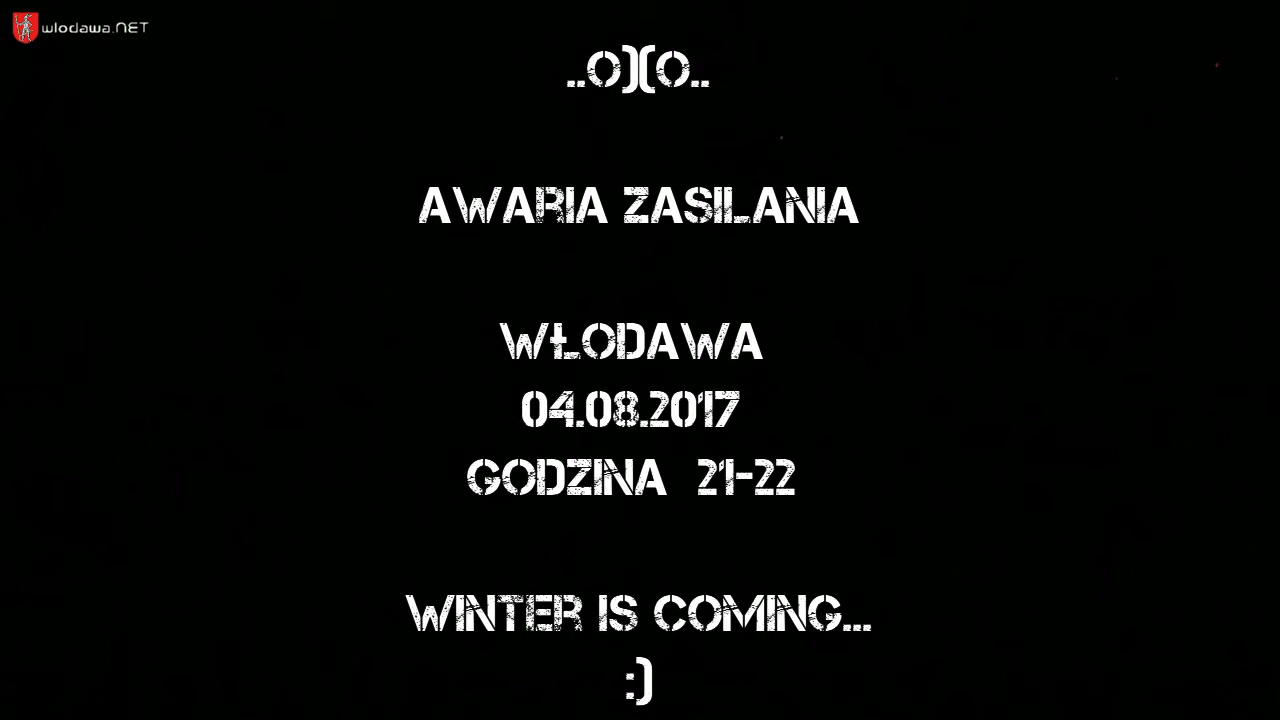 wlodawa.NET
..O)(O..
AWARIA ZASILANIA
WŁODAWA
04.08.2017
GODZINA 21-22
WINTER IS COMING...
:)